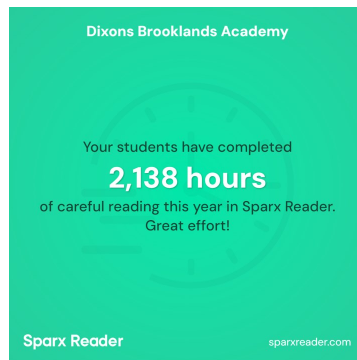 Dixons Brooklands Academy
Your students have completed
2,138 hours
of careful reading this year in Sparx Reader.
Great effort!
Sparx Reader
sparxreader.com